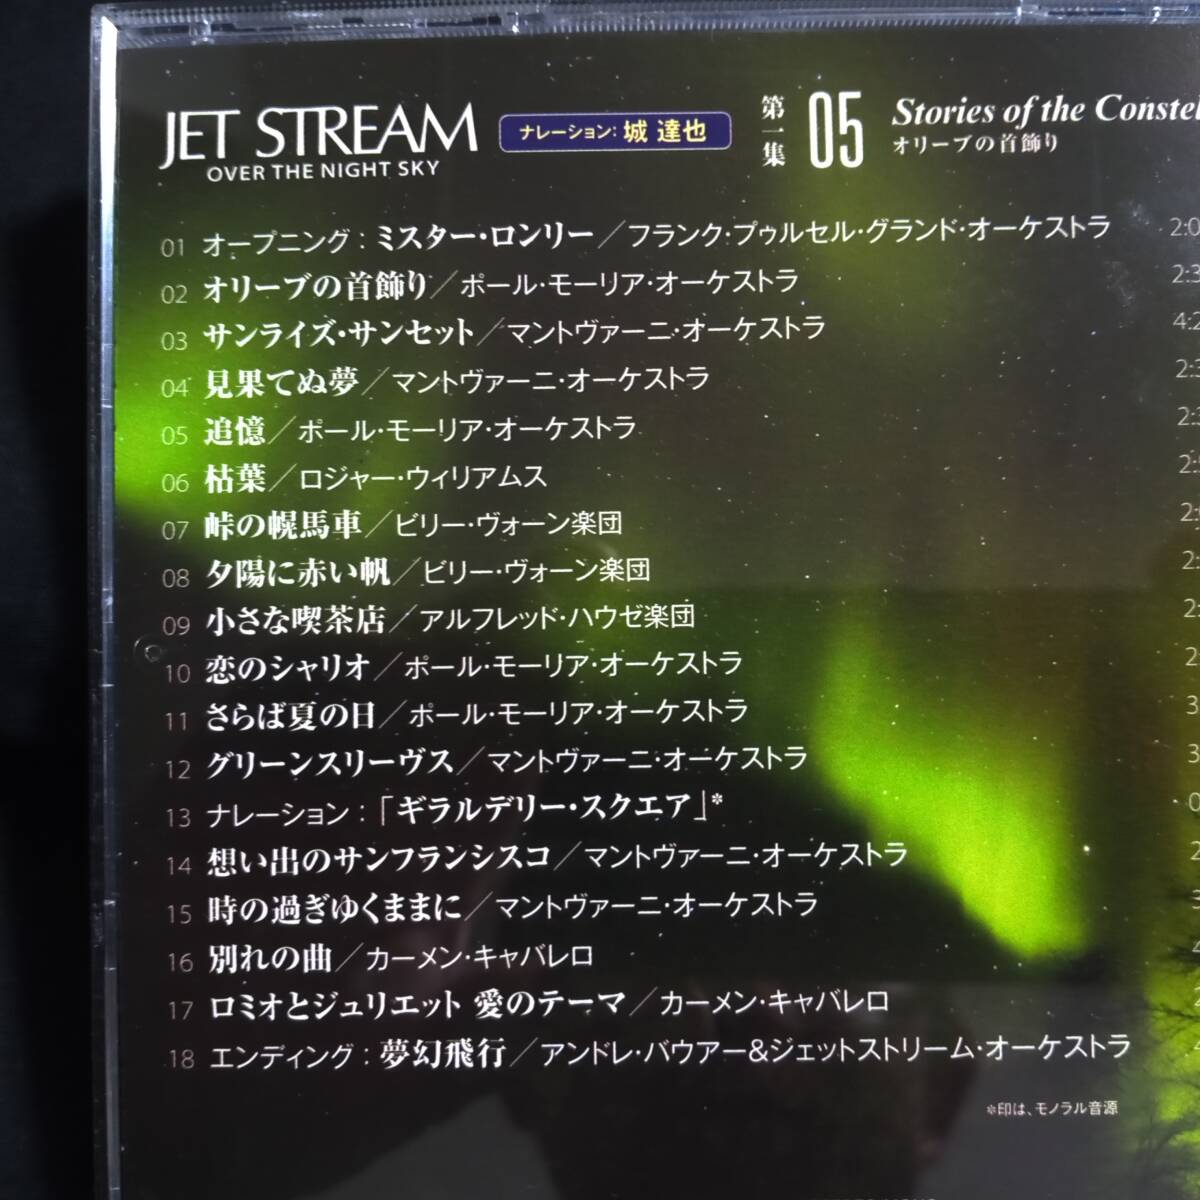 JET STREAM
OVER THE NIGHT SKY
ナレーション: 城 達也
第一集 05
Stories of the
オリーブの首飾り
01 オープニング: ミスター・ロンリー／フランク・プゥルセル・グランド・オーケストラ
02 オリーブの首飾り／ポール・モーリア・オーケストラ
03 サンライズ・サンセット／マントヴァーニ・オーケストラ
04 見果てぬ夢／マントヴァーニ・オーケストラ
05 追憶／ポール・モーリア・オーケストラ
06 枯葉／ロジャー・ウィリアムス
07 峠の幌馬車／ビリー・ヴォーン楽団
08 夕陽に赤い帆／ビリー・ヴォーン楽団
09 小さな喫茶店／アルフレッド・ハウゼ楽団
10 恋のシャリオ／ポール・モーリア・オーケストラ
11 さらば夏の日／ポール・モーリア・オーケストラ
12 グリーンスリーヴス／マントヴァーニ・オーケストラ
13 ナレーション:「ギラルデリー・スクエア」*
14 想い出のサンフランシスコ／マントヴァーニ・オーケストラ
15 時の過ぎゆくままに／マントヴァーニ・オーケストラ
16 別れの曲／カーメン・キャバレロ
17 ロミオとジュリエット 愛のテーマ／カーメン・キャバレロ
18 エンディング: 夢幻飛行／アンドレ・バウアー&ジェットストリーム・オーケストラ
*印は、モノラル音源